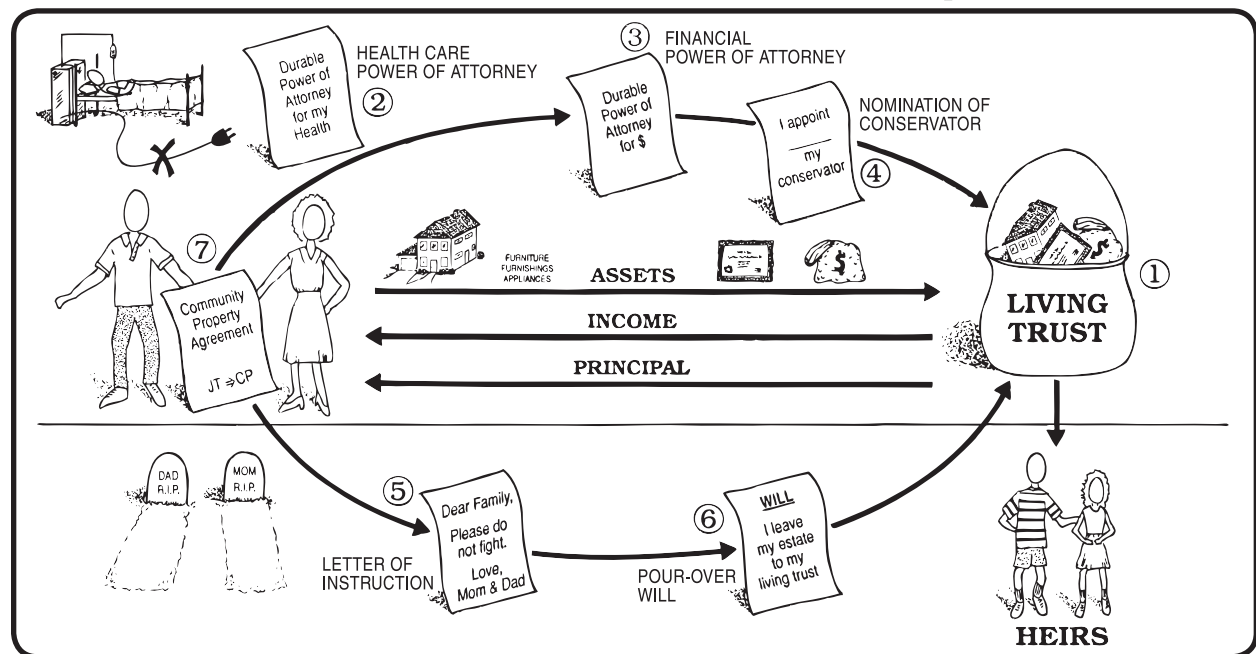 Durable
Power of
Attorney
for my
Health
HEALTH CARE
POWER OF ATTORNEY
②
③
FINANCIAL
POWER OF ATTORNEY
Durable
Power of
Attorney
for $
I appoint
my
conservator
④
NOMINATION OF
CONSERVATOR
⑦
Community
Property
Agreement
JT ⇒ CP
FURNITURE
FURNISHINGS
APPLIANCES
$
ASSETS
INCOME
PRINCIPAL
$
LIVING
TRUST
①
DAD
R.I.P.
MOM
R.I.P.
⑤
LETTER OF
INSTRUCTION
Dear Family,
Please do
not fight.
Love,
Mom & Dad
⑥
POUR-OVER
WILL
WILL
I leave
my estate
to my
living trust
HEIRS